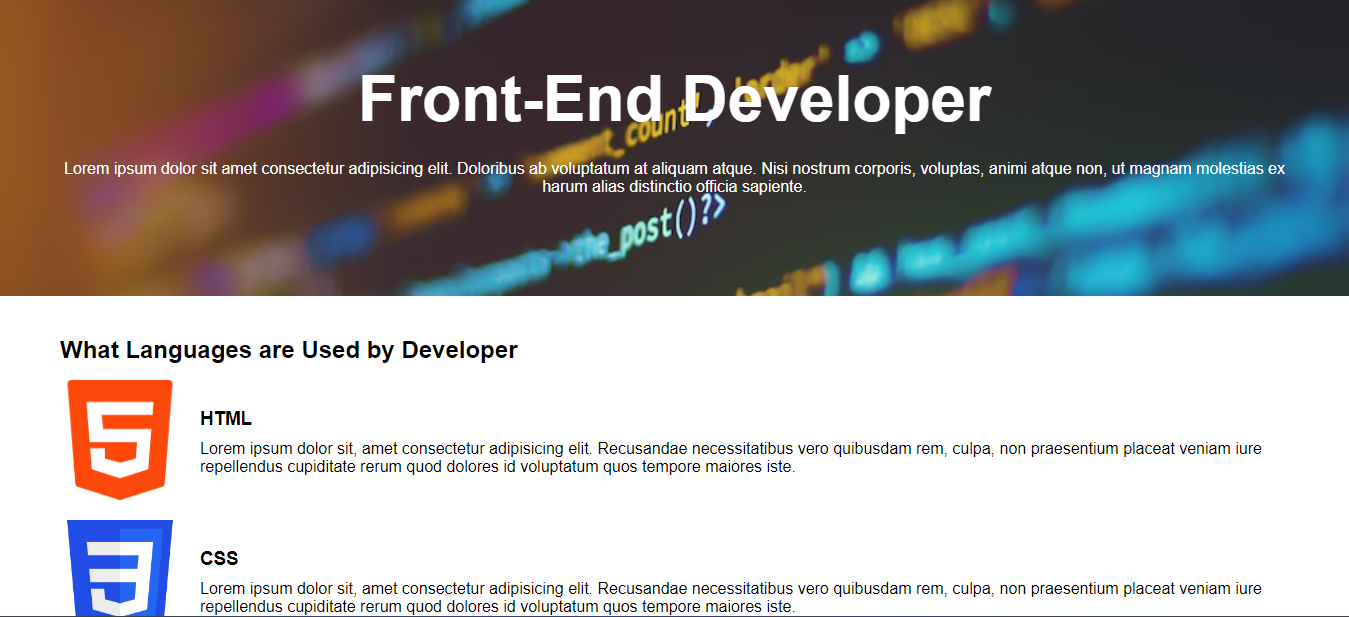 Front-End Developer
Lorem ipsum dolor sit amet consectetur adipisicing elit. Doloribus ab voluptatum at aliquam atque. Nisi nostrum corporis, voluptas, animi atque non, ut magnam molestias ex
harum alias distinctio officia sapiente.
order'
ment_count',
the_post()?>
What Languages are Used by Developer
HTML
Lorem ipsum dolor sit, amet consectetur adipisicing elit. Recusandae necessitatibus vero quibusdam rem, culpa, non praesentium placeat veniam iure
repellendus cupiditate rerum quod dolores id voluptatum quos tempore maiores iste.
CSS
Lorem ipsum dolor sit, amet consectetur adipisicing elit. Recusandae necessitatibus vero quibusdam rem, culpa, non praesentium placeat veniam iure
repellendus cupiditate rerum quod dolores id voluptatum quos tempore maiores iste.